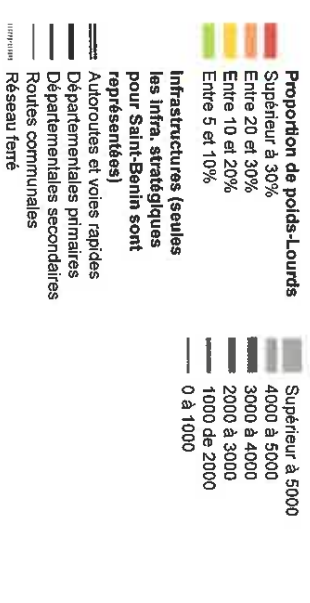 Proportion de poids-Lourds
Supérieur à 30%
Entre 20 et 30%
Entre 10 et 20%
Entre 5 et 10%
Infrastructures (seules
les infra. stratégiques
pour Saint-Benin sont
représentées)
Autoroutes et voies rapides
Départementales primaires
Départementales secondaires
Routes communales
Réseau ferré
Supérieur à 5000
4000 à 5000
3000 à 4000
2000 à 3000
1000 de 2000
0 à 1000